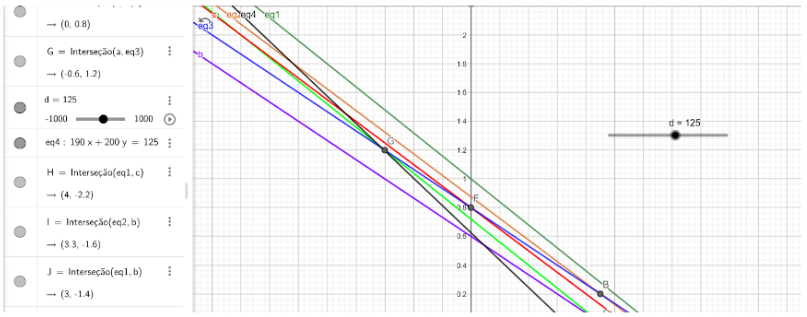 → (0, 0.8)
G = Interseção(a, eq3)
→ (-0.6, 1.2)
d = 125
-1000
1000
eq4 : 190 x + 200 y = 125
H = Interseção(eq1, c)
→ (4, -2.2)
I = Interseção(eq2, b)
→ (3.3, -1.6)
J = Interseção(eq1, b)
→ (3, -1.4)
eq4
eq1
eq3
b
2
1.8
1.6
1.4
1.2
1
0.8
0.6
0.4
0.2
G
F
B
d = 125